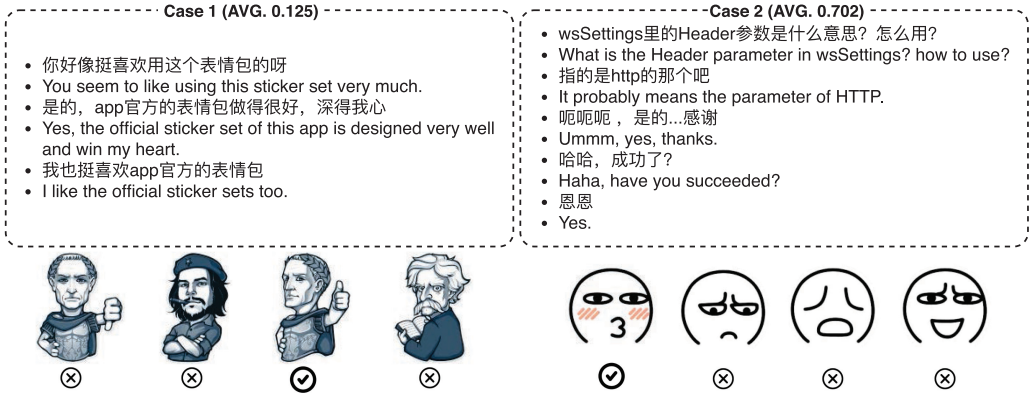 Case 1 (AVG. 0.125)
• 你好像挺喜欢用这个表情包的呀
• You seem to like using this sticker set very much.
• 是的，app官方的表情包做得很好，深得我心
• Yes, the official sticker set of this app is designed very well
and win my heart.
• 我也挺喜欢app官方的表情包
• I like the official sticker sets too.
Case 2 (AVG. 0.702)
• wsSettings里的Header参数是什么意思？怎么用？
• What is the Header parameter in wsSettings? how to use?
• 指的是http的那个吧
• It probably means the parameter of HTTP.
• 呃呃呃 ，是的...感谢
• Ummm, yes, thanks.
• 哈哈，成功了？
• Haha, have you succeeded?
• 恩恩
• Yes.